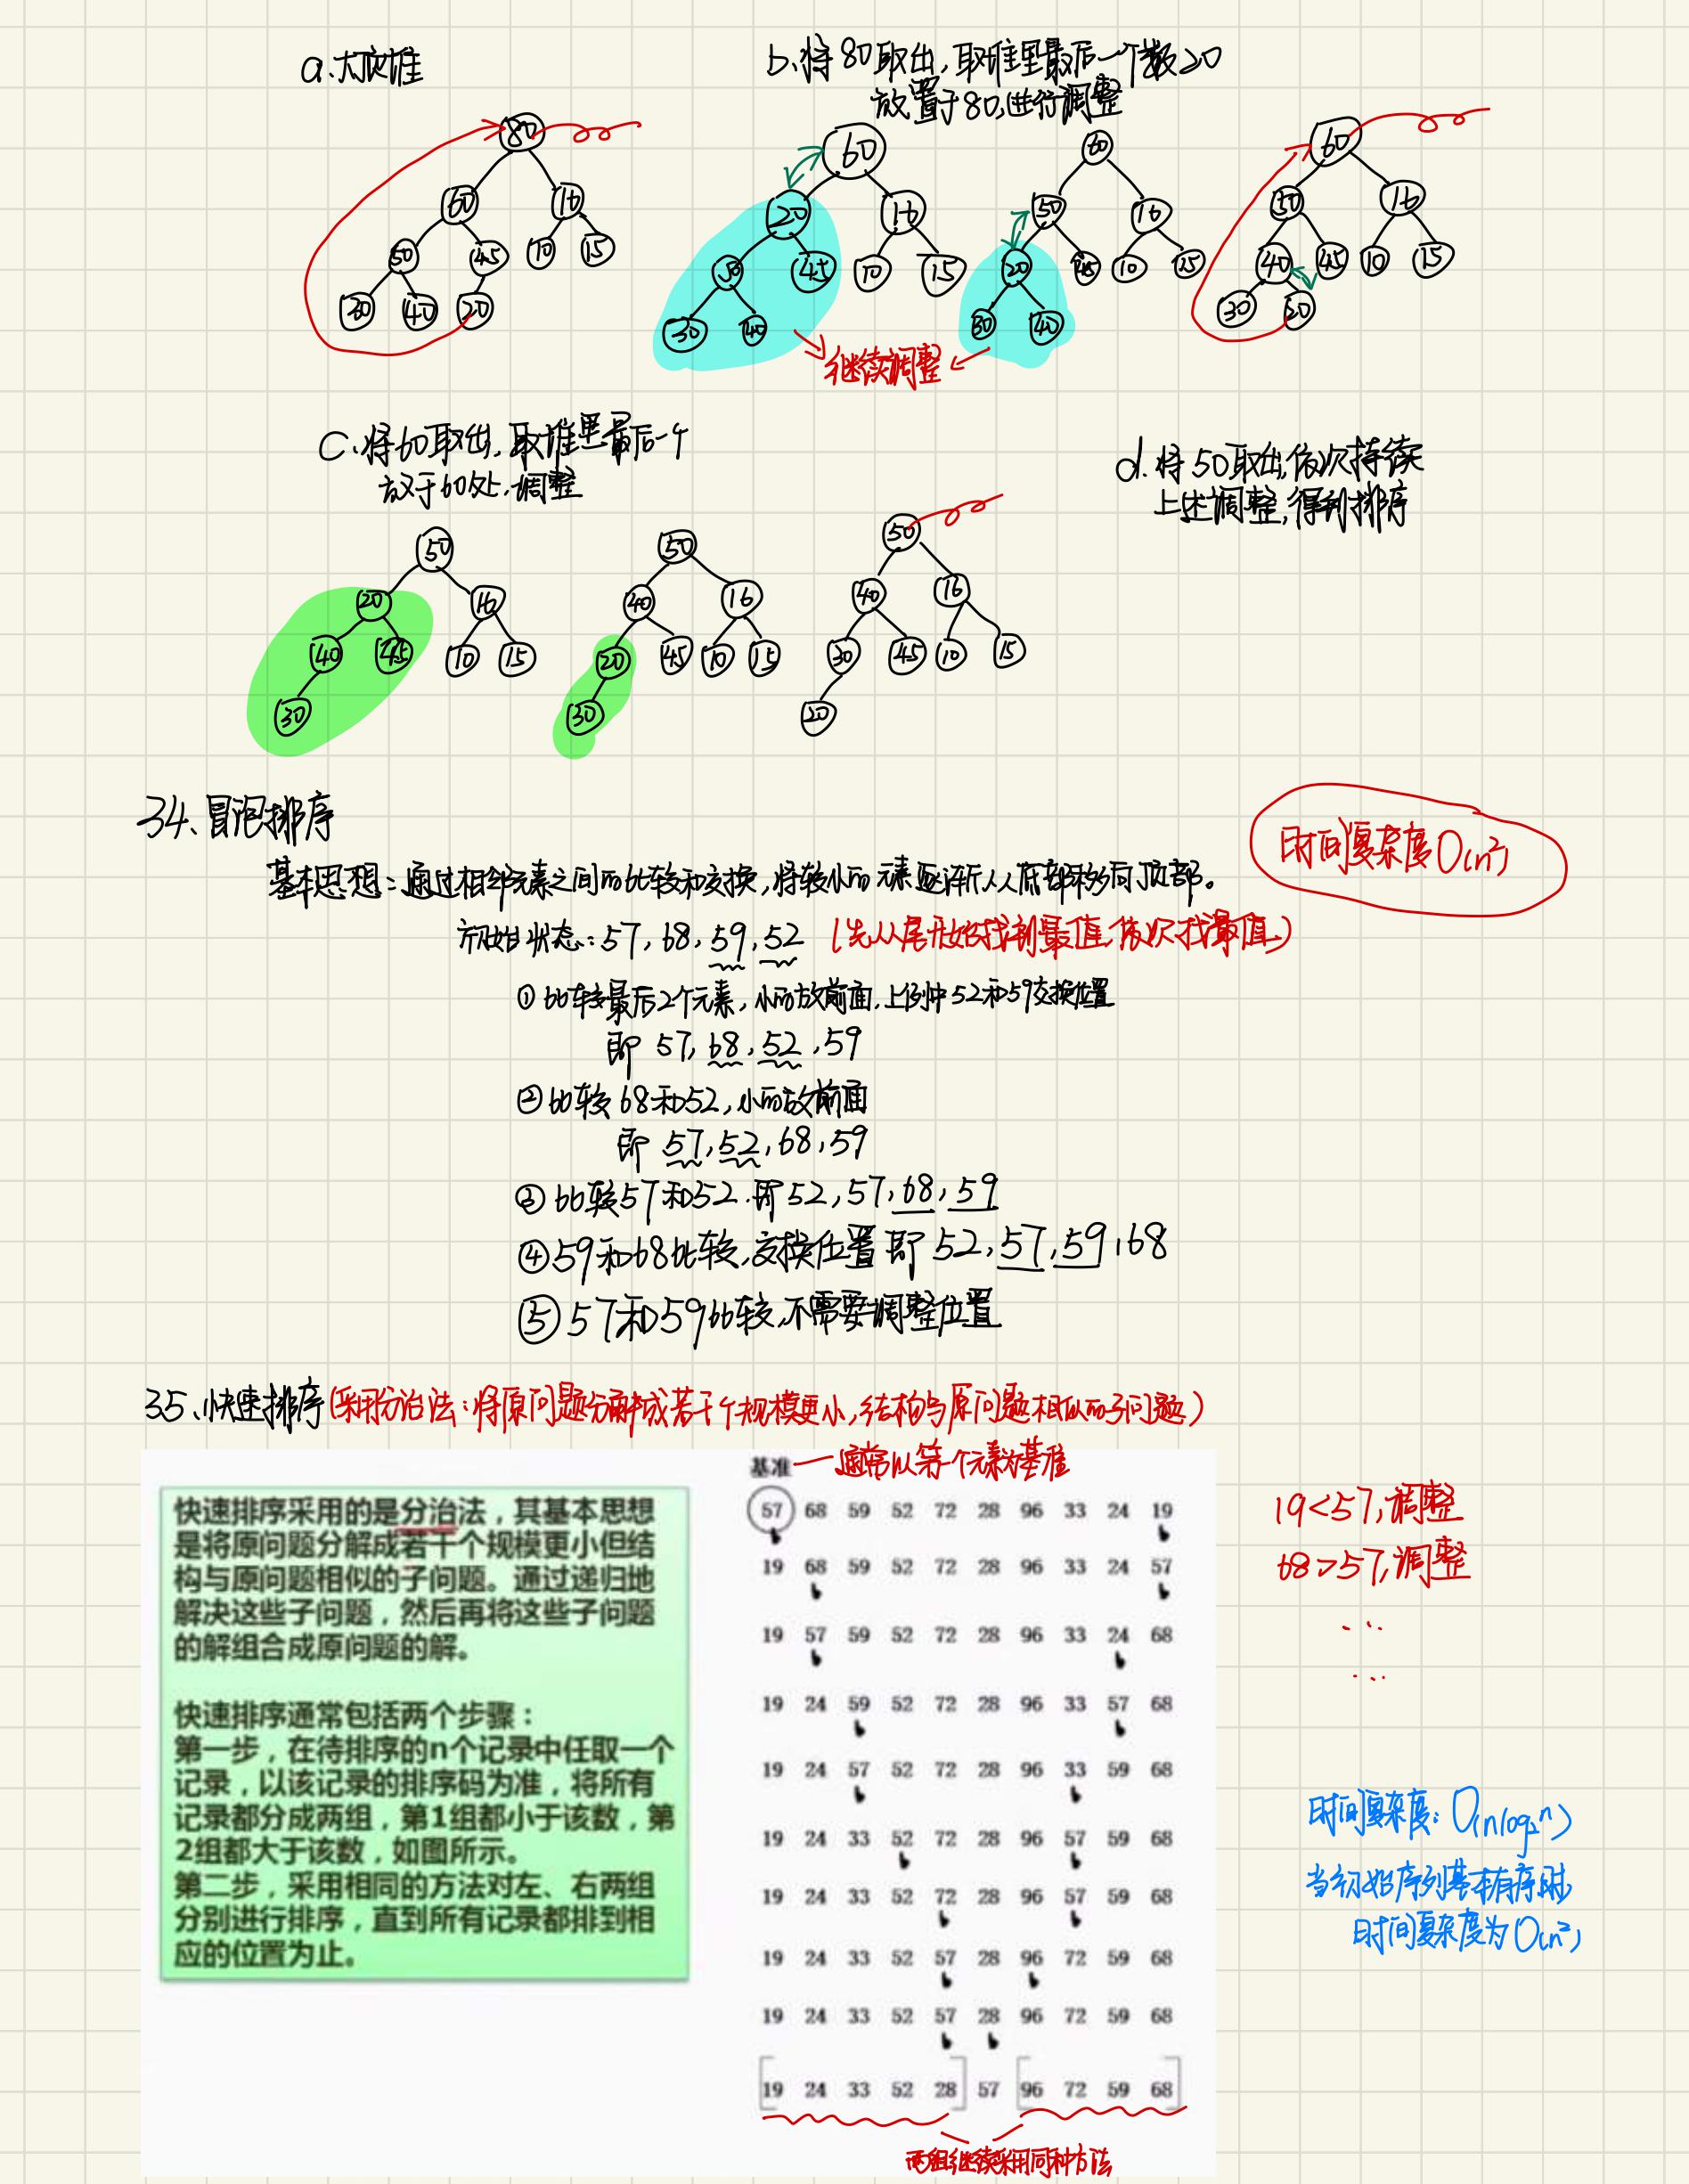 a.大顶堆
b.将80取出,取堆里最后一个数20
放置于80,进行调整
80
60 16
50 45 10 15
30 40 20
60
20 16
50 45 10 15
30 40
60
50 16
20 45 10 15
30 40
60
50 16
40 45 10 15
30 20
继续调整
c.将60取出,取堆里最后一个
放于60处,调整
d.将50取出,依次持续
上述调整,得到排序
50
20 16
40 45 10 15
30
50
40 16
20 45 10 15
30
50
40 16
30 45 10 15
20
34、冒泡排序
时间复杂度O(n²)
基本思想:通过相邻元素之间的比较和交换,将较小的元素逐渐从底部移向顶部。
初始状态:57,68,59,52 (先从尾开始找到最值,依次找最值)
①比较最后2个元素,小的放前面.上例中52和59交换位置
即 57,68,52,59
②比较68和52,小的放前面
即 57,52,68,59
③比较57和52.即52,57,68,59
④59和68比较,交换位置即52,57,59,68
⑤57和59比较,不需要调整位置
35、快速排序(采用分治法:将原问题分解成若干个规模更小,结构与原问题相似的子问题)
基准 通常以第一个元素为基准
快速排序采用的是分治法,其基本思想
是将原问题分解成若干个规模更小但结
构与原问题相似的子问题。通过递归地
解决这些子问题,然后再将这些子问题
的解组合成原问题的解。
快速排序通常包括两个步骤:
第一步,在待排序的n个记录中任取一个
记录,以该记录的排序码为准,将所有
记录都分成两组,第1组都小于该数,第
2组都大于该数,如图所示。
第二步,采用相同的方法对左、右两组
分别进行排序,直到所有记录都排到相
应的位置为止。
57 68 59 52 72 28 96 33 24 19
19 68 59 52 72 28 96 33 24 57
19 57 59 52 72 28 96 33 24 68
19 24 59 52 72 28 96 33 57 68
19 24 57 52 72 28 96 33 59 68
19 24 33 52 72 28 96 57 59 68
19 24 33 52 72 28 96 57 59 68
19 24 33 52 57 28 96 72 59 68
19 24 33 52 57 28 96 72 59 68
[19 24 33 52 28] 57 [96 72 59 68]
两组继续采用同种方法
19<57,调整
68>57,调整
...
...
时间复杂度:O(nlog₂n)
当初始序列基本有序时,
时间复杂度为O(n²)